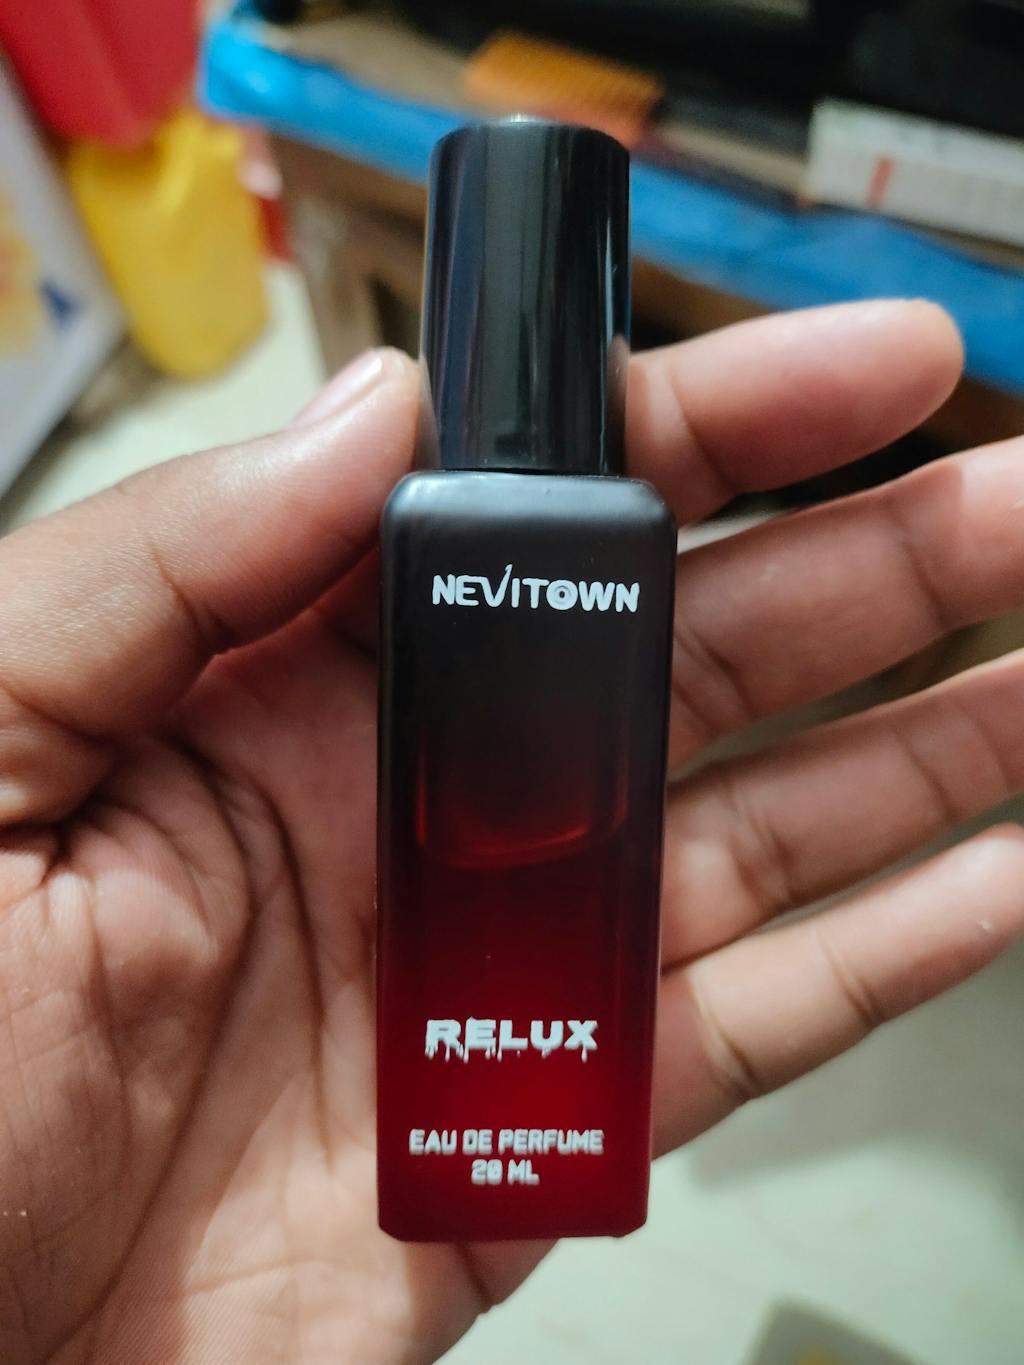 NEVITOWN
RELUX
EAU DE PERFUME
20 ML